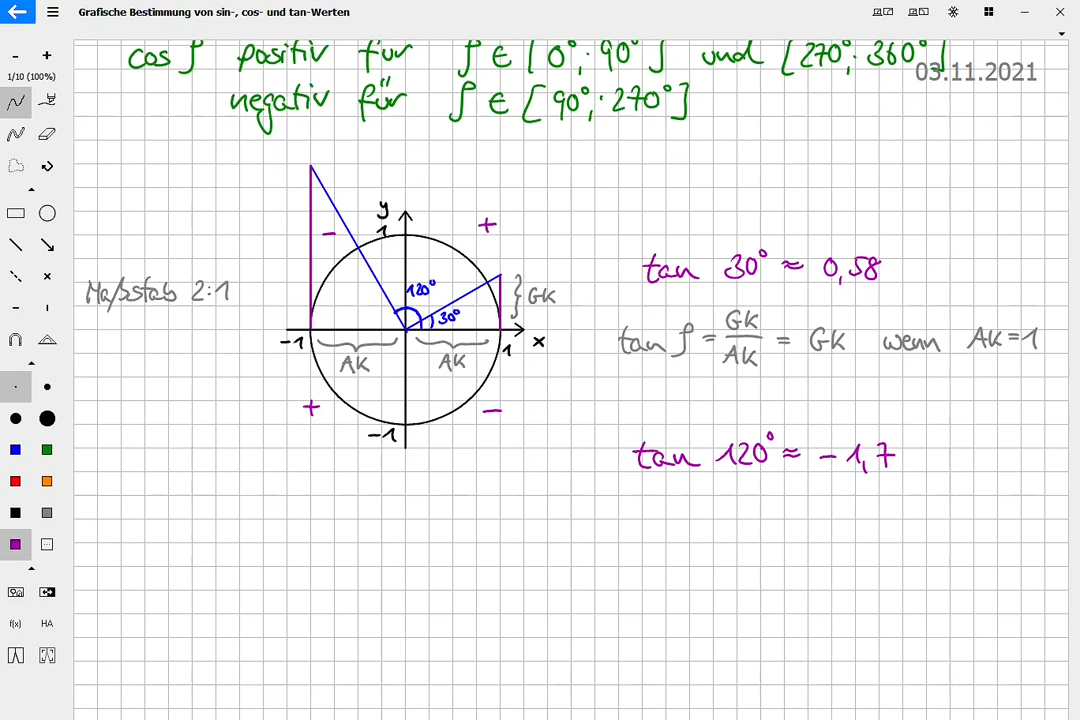 Grafische Bestimmung von sin-, cos- und tan-Werten
1/10 (100%)
03.11.2021
cos φ positiv für φ ∈ [0°; 90°] und [270°; 360°]
negativ für φ ∈ [90°; 270°]
y
1
+
−
Maßstab 2:1
120°
30°
} GK
−1
AK
AK
1
x
+
−
−1
tan 30° ≈ 0,58
tan φ = GK/AK = GK wenn AK=1
tan 120° ≈ −1,7
f(x)
HA